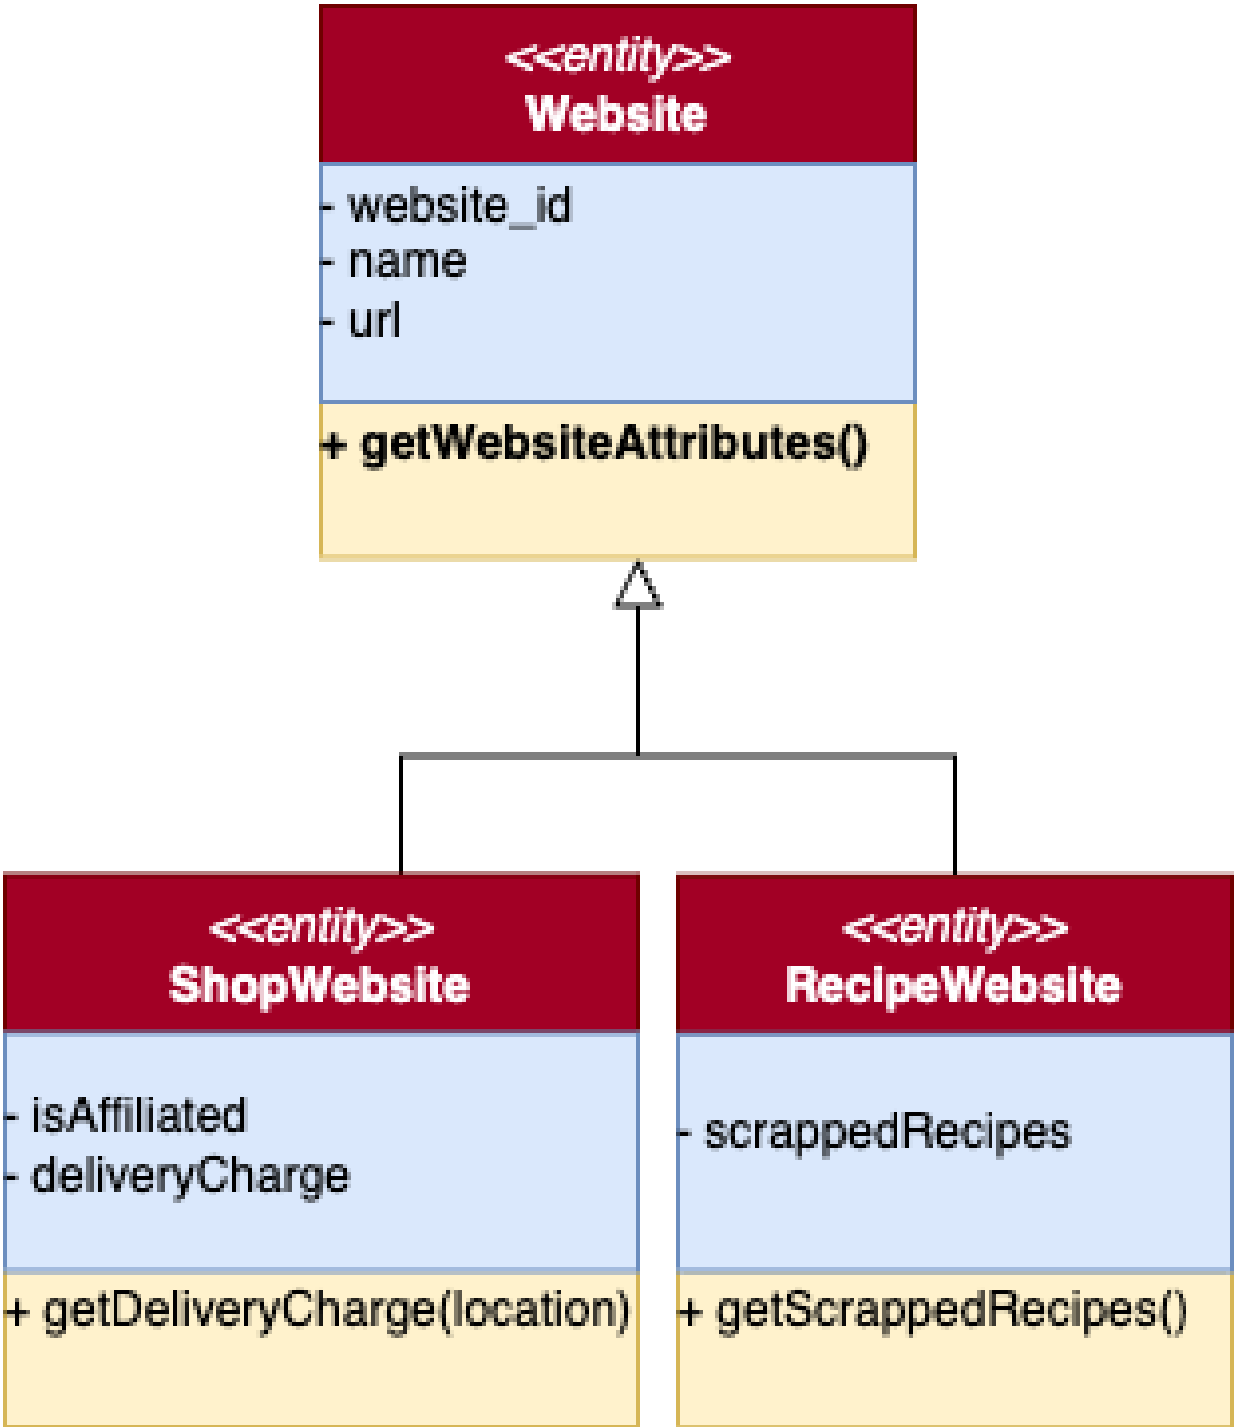 <<entity>>
Website
- website_id
- name
- url
+ getWebsiteAttributes()
<<entity>>
ShopWebsite
- isAffiliated
- deliveryCharge
+ getDeliveryCharge(location)
<<entity>>
RecipeWebsite
- scrappedRecipes
+ getScrappedRecipes()